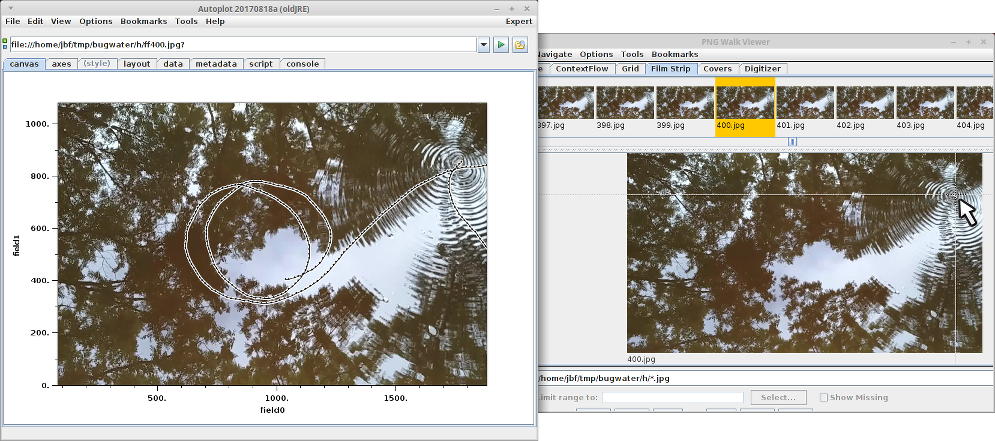 Autoplot 20170818a (oldJRE)
File Edit View Options Bookmarks Tools Help Expert
file:///home/jbf/tmp/bugwater/h/ff400.jpg?
canvas axes (style) layout data metadata script console
1000.
800.
600.
400.
200.
0.
field1
500. 1000. 1500.
field0
PNG Walk Viewer
Navigate Options Tools Bookmarks
e ContextFlow Grid Film Strip Covers Digitizer
397.jpg 398.jpg 399.jpg 400.jpg 401.jpg 402.jpg 403.jpg 404.jpg
400.jpg
/home/jbf/tmp/bugwater/h/*.jpg
Limit range to: Select... Show Missing